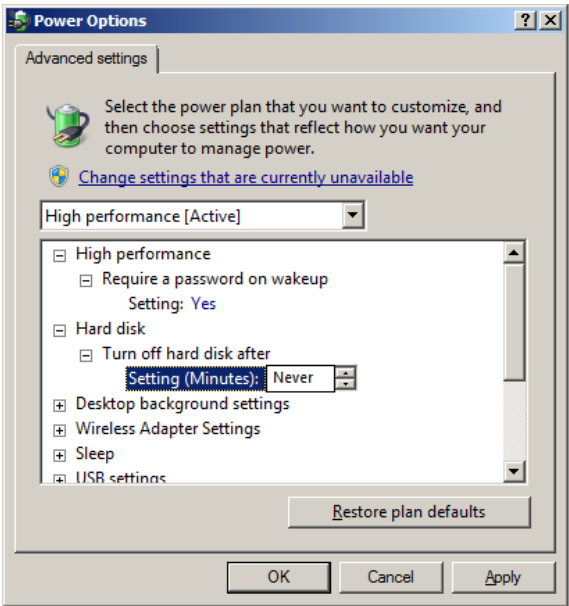 Power Options
Advanced settings
Select the power plan that you want to customize, and
then choose settings that reflect how you want your
computer to manage power.
Change settings that are currently unavailable
High performance [Active]
High performance
Require a password on wakeup
Setting: Yes
Hard disk
Turn off hard disk after
Setting (Minutes): Never
Desktop background settings
Wireless Adapter Settings
Sleep
USB settings
Restore plan defaults
OK Cancel Apply